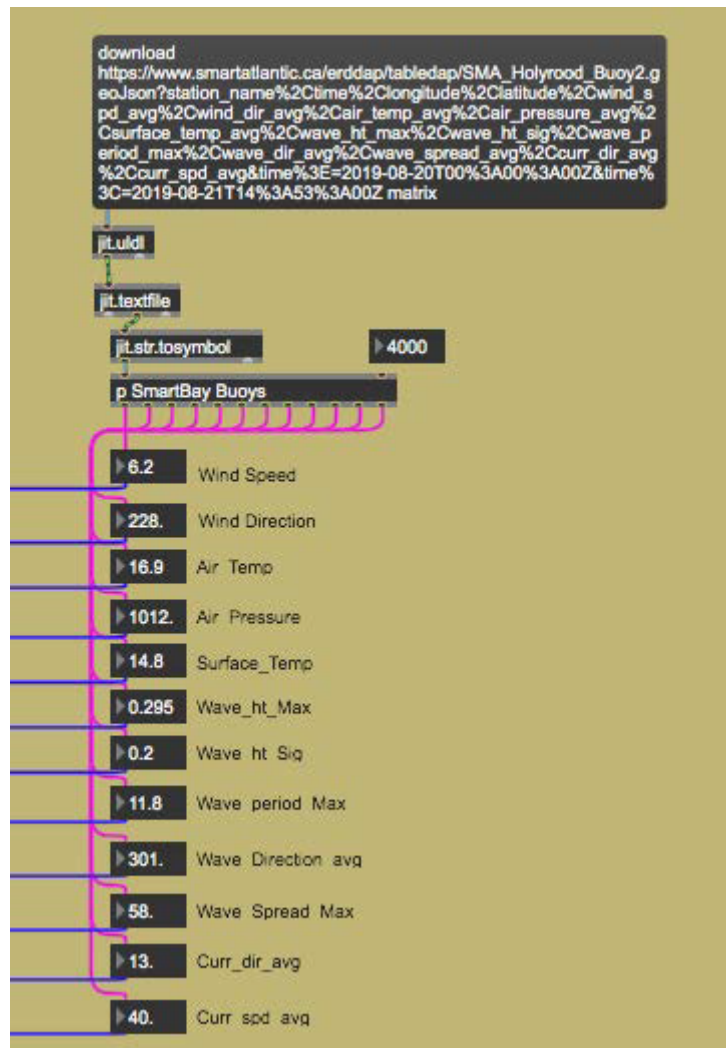 download
https://www.smartatlantic.ca/erddap/tabledap/SMA_Holyrood_Buoy2.g
eoJson?station_name%2Ctime%2Clongitude%2Clatitude%2Cwind_s
pd_avg%2Cwind_dir_avg%2Cair_temp_avg%2Cair_pressure_avg%2
Csurface_temp_avg%2Cwave_ht_max%2Cwave_ht_sig%2Cwave_p
eriod_max%2Cwave_dir_avg%2Cwave_spread_avg%2Ccurr_dir_avg
%2Ccurr_spd_avg&time%3E=2019-08-20T00%3A00%3A00Z&time%
3C=2019-08-21T14%3A53%3A00Z matrix
jit.uldl
jit.textfile
jit.str.tosymbol 4000
p SmartBay Buoys
6.2 Wind Speed
228. Wind Direction
16.9 Air Temp
1012. Air Pressure
14.8 Surface_Temp
0.295 Wave_ht_Max
0.2 Wave ht Sig
11.8 Wave period Max
301. Wave Direction avg
58. Wave Spread Max
13. Curr_dir_avg
40. Curr spd avg